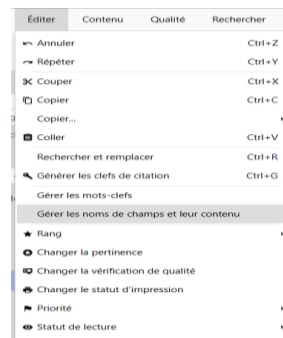 Éditer Contenu Qualité Rechercher
Annuler Ctrl+Z
Répéter Ctrl+Y
Couper Ctrl+X
Copier Ctrl+C
Copier...
Coller Ctrl+V
Rechercher et remplacer Ctrl+R
Générer les clefs de citation Ctrl+G
Gérer les mots-clefs
Gérer les noms de champs et leur contenu
Rang
Changer la pertinence
Changer la vérification de qualité
Changer le statut d'impression
Priorité
Statut de lecture